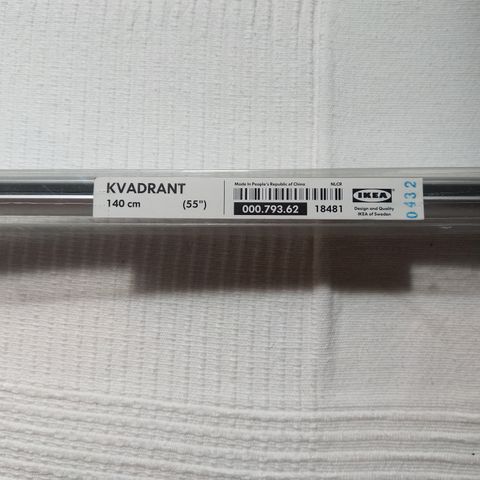 KVADRANT
140 cm (55")
Made in People's Republic of China NLCR
000.793.62 18481
IKEA
Design and Quality
IKEA of Sweden
0432